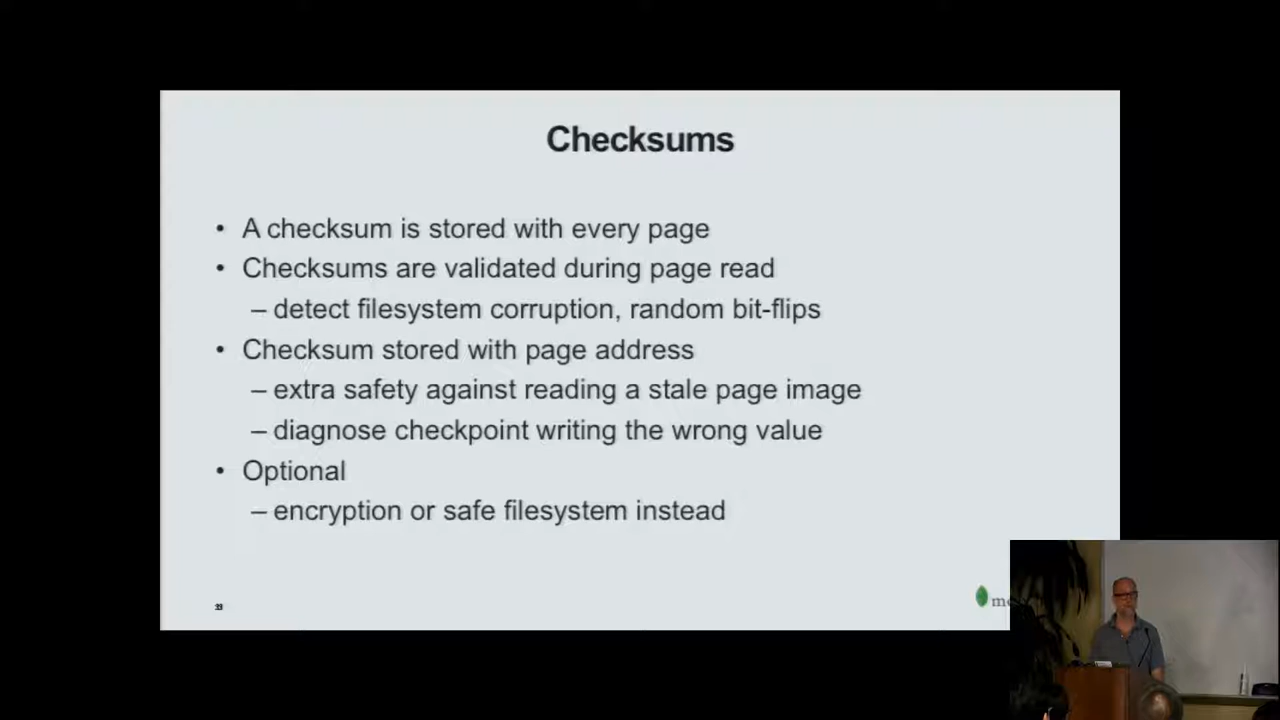 Checksums
• A checksum is stored with every page
• Checksums are validated during page read
– detect filesystem corruption, random bit-flips
• Checksum stored with page address
– extra safety against reading a stale page image
– diagnose checkpoint writing the wrong value
• Optional
– encryption or safe filesystem instead